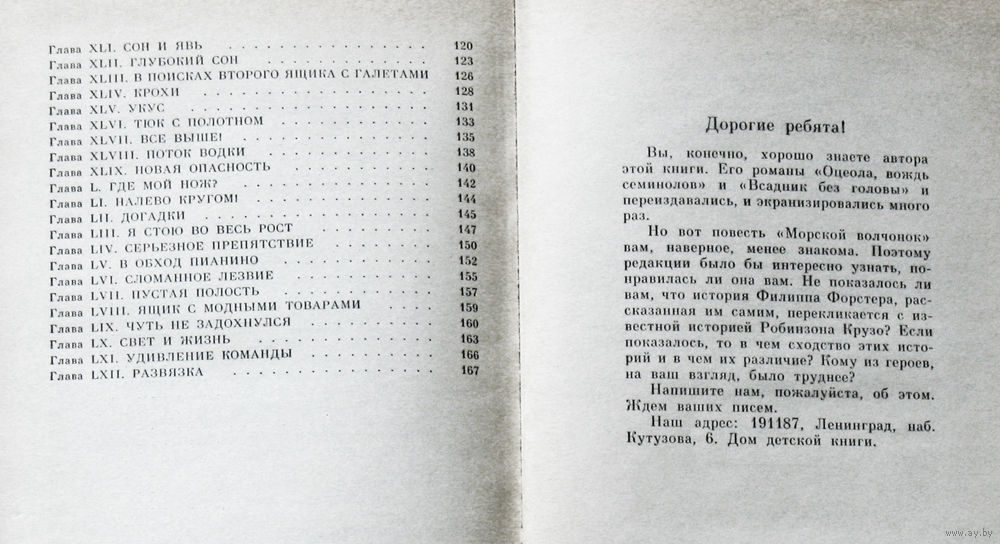 Глава XLI. СОН И ЯВЬ . . . . . . . . . . . . . 120
Глава XLII. ГЛУБОКИЙ СОН . . . . . . . . . . 123
Глава XLIII. В ПОИСКАХ ВТОРОГО ЯЩИКА С ГАЛЕТАМИ 126
Глава XLIV. КРОХИ . . . . . . . . . . . . . . 128
Глава XLV. УКУС . . . . . . . . . . . . . . . 131
Глава XLVI. ТЮК С ПОЛОТНОМ . . . . . . . . . 133
Глава XLVII. ВСЕ ВЫШЕ! . . . . . . . . . . . 135
Глава XLVIII. ПОТОК ВОДКИ . . . . . . . . . . 138
Глава XLIX. НОВАЯ ОПАСНОСТЬ . . . . . . . . 140
Глава L. ГДЕ МОЙ НОЖ? . . . . . . . . . . . . 142
Глава LI. НАЛЕВО КРУГОМ! . . . . . . . . . . 144
Глава LII. ДОГАДКИ . . . . . . . . . . . . . 145
Глава LIII. Я СТОЮ ВО ВЕСЬ РОСТ . . . . . . . 147
Глава LIV. СЕРЬЕЗНОЕ ПРЕПЯТСТВИЕ . . . . . . 150
Глава LV. В ОБХОД ПИАНИНО . . . . . . . . . 152
Глава LVI. СЛОМАННОЕ ЛЕЗВИЕ . . . . . . . . 155
Глава LVII. ПУСТАЯ ПОЛОСТЬ . . . . . . . . . 157
Глава LVIII. ЯЩИК С МОДНЫМИ ТОВАРАМИ . . . . 159
Глава LIX. ЧУТЬ НЕ ЗАДОХНУЛСЯ . . . . . . . 160
Глава LX. СВЕТ И ЖИЗНЬ . . . . . . . . . . . 163
Глава LXI. УДИВЛЕНИЕ КОМАНДЫ . . . . . . . . 166
Глава LXII. РАЗВЯЗКА . . . . . . . . . . . . 167
Дорогие ребята!
Вы, конечно, хорошо знаете автора
этой книги. Его романы «Оцеола, вождь
семинолов» и «Всадник без головы» и
переиздавались, и экранизировались много
раз.
Но вот повесть «Морской волчонок»
вам, наверное, менее знакома. Поэтому
редакции было бы интересно узнать, по-
нравилась ли она вам. Не показалось ли
вам, что история Филиппа Форстера, рас-
сказанная им самим, перекликается с из-
вестной историей Робинзона Крузо? Если
показалось, то в чем сходство этих исто-
рий и в чем их различие? Кому из героев,
на ваш взгляд, было труднее?
Напишите нам, пожалуйста, об этом.
Ждем ваших писем.
Наш адрес: 191187, Ленинград, наб.
Кутузова, 6. Дом детской книги.
www.ay.by